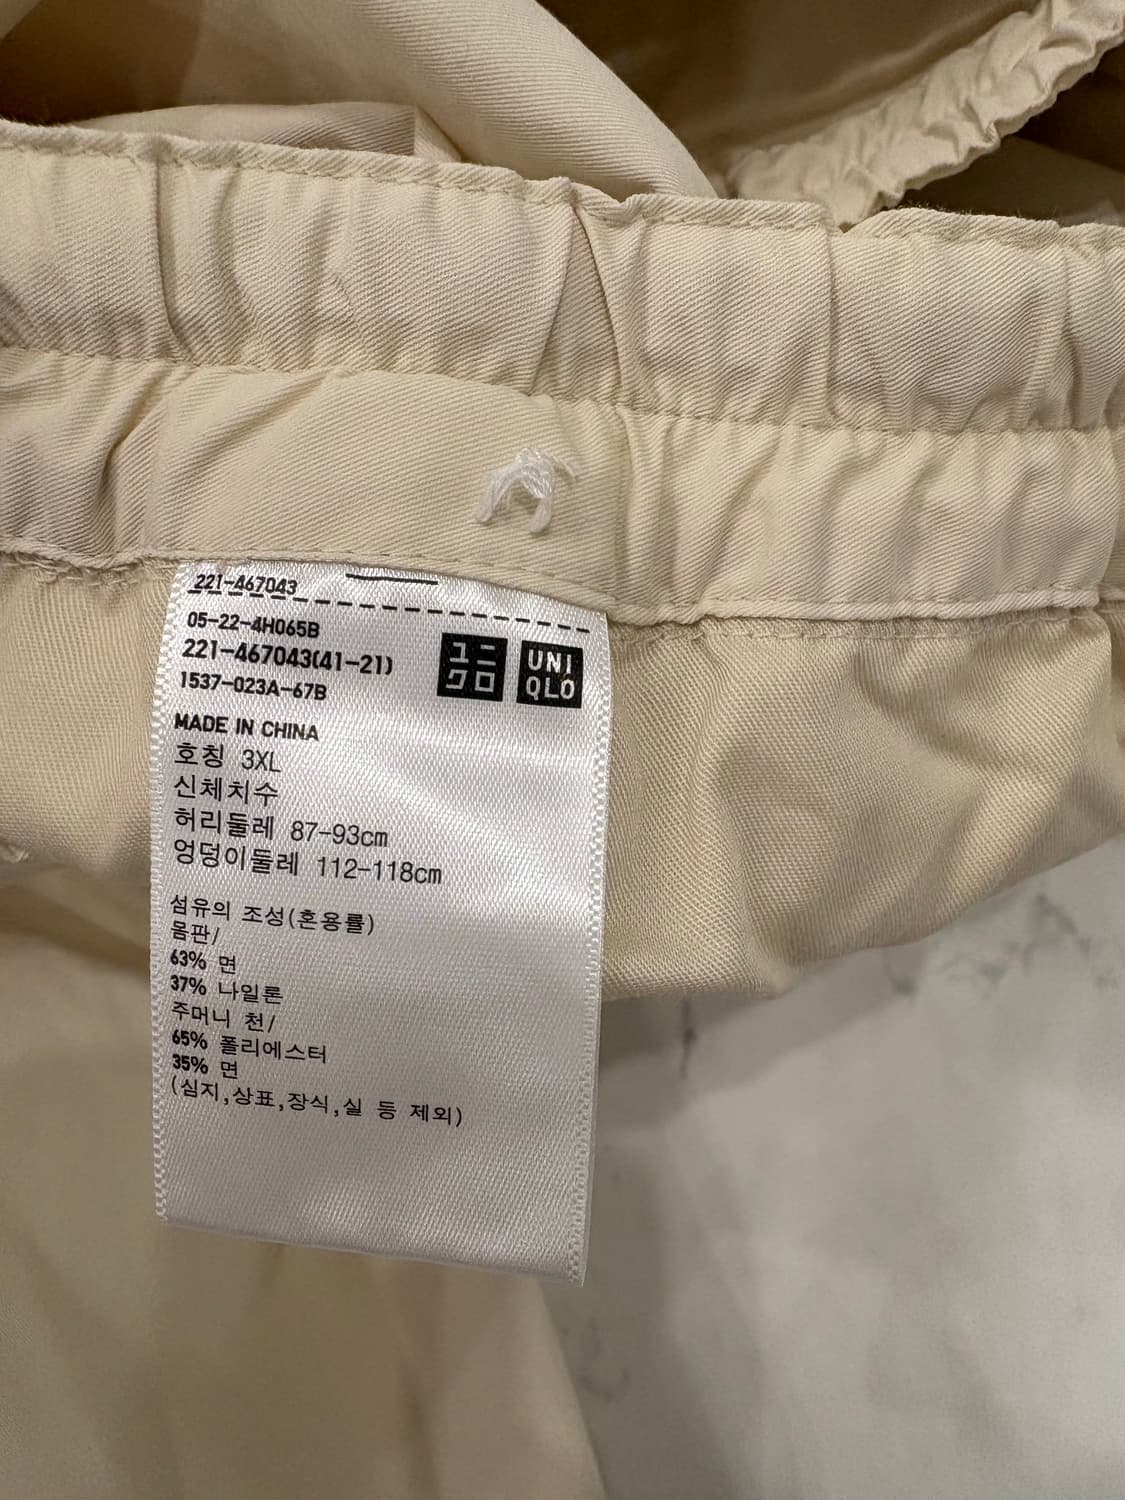 221-467043
05-22-4H065B
221-467043(41-21)
1537-023A-67B
ユニ
クロ
UNI
QLO
MADE IN CHINA
호칭 3XL
신체치수
허리둘레 87-93cm
엉덩이둘레 112-118cm
섬유의 조성(혼용률)
몸판/
63% 면
37% 나일론
주머니 천/
65% 폴리에스터
35% 면
(심지,상표,장식,실 등 제외)